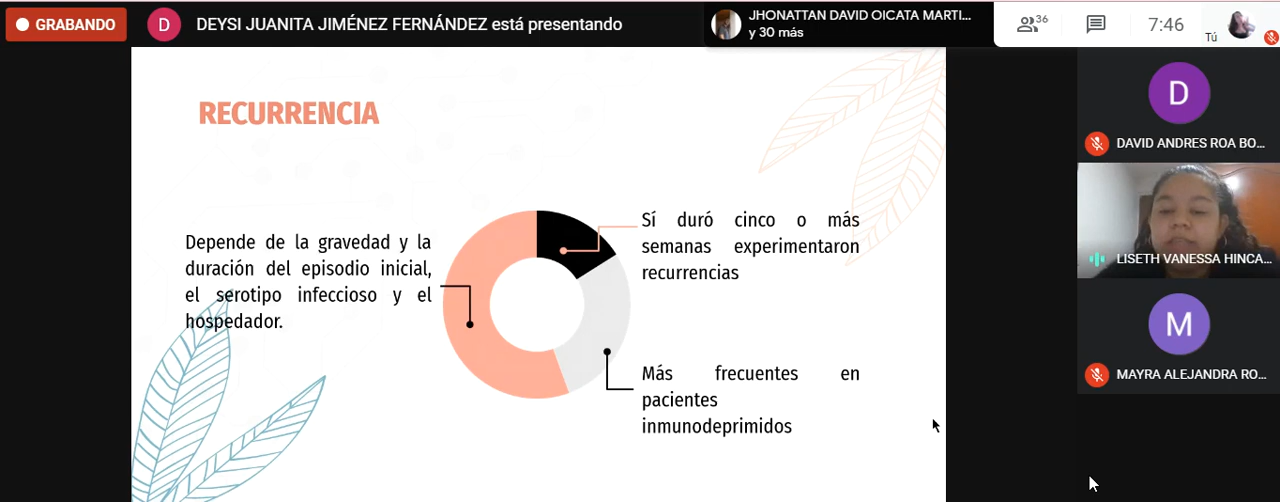 GRABANDO
D
DEYSI JUANITA JIMÉNEZ FERNÁNDEZ está presentando
JHONATTAN DAVID OICATA MARTI...
y 30 más
36
7:46
Tú
RECURRENCIA
Depende de la gravedad y la
duración del episodio inicial,
el serotipo infeccioso y el
hospedador.
Sí duró cinco o más
semanas experimentaron
recurrencias
Más frecuentes en
pacientes
inmunodeprimidos
D
DAVID ANDRES ROA BO...
LISETH VANESSA HINCA...
M
MAYRA ALEJANDRA RO...